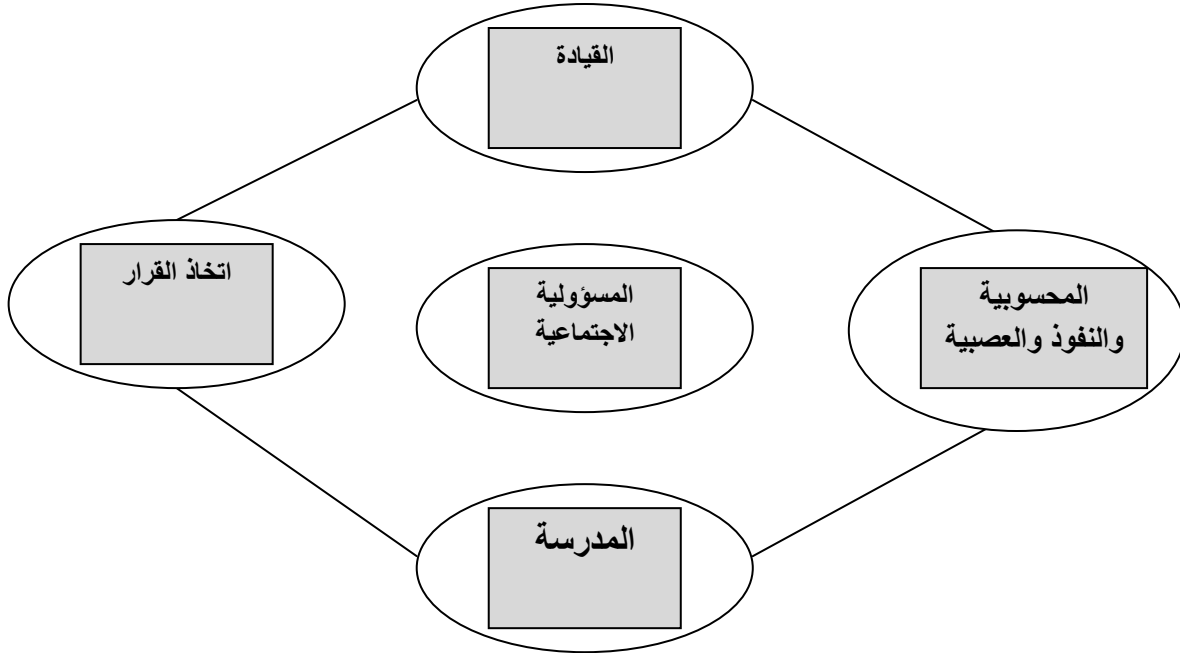 القيادة
اتخاذ القرار
المسؤولية
الاجتماعية
المحسوبية
والنفوذ والعصبية
المدرسة